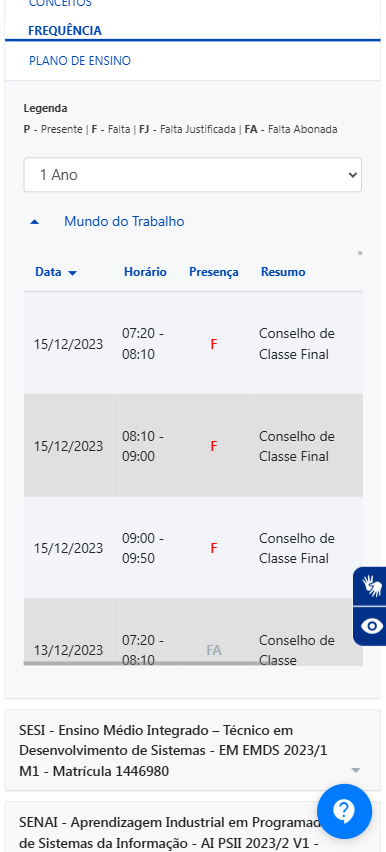 CONCEITOS
FREQUÊNCIA
PLANO DE ENSINO
Legenda
P - Presente | F - Falta | FJ - Falta Justificada | FA - Falta Abonada
1 Ano
Mundo do Trabalho
Data Horário Presença Resumo
15/12/2023 07:20 - 08:10 F Conselho de Classe Final
15/12/2023 08:10 - 09:00 F Conselho de Classe Final
15/12/2023 09:00 - 09:50 F Conselho de Classe Final
13/12/2023 07:20 - 08:10 FA Conselho de Classe
SESI - Ensino Médio Integrado – Técnico em
Desenvolvimento de Sistemas - EM EMDS 2023/1
M1 - Matrícula 1446980
SENAI - Aprendizagem Industrial em Programad
de Sistemas da Informação - AI PSII 2023/2 V1 -